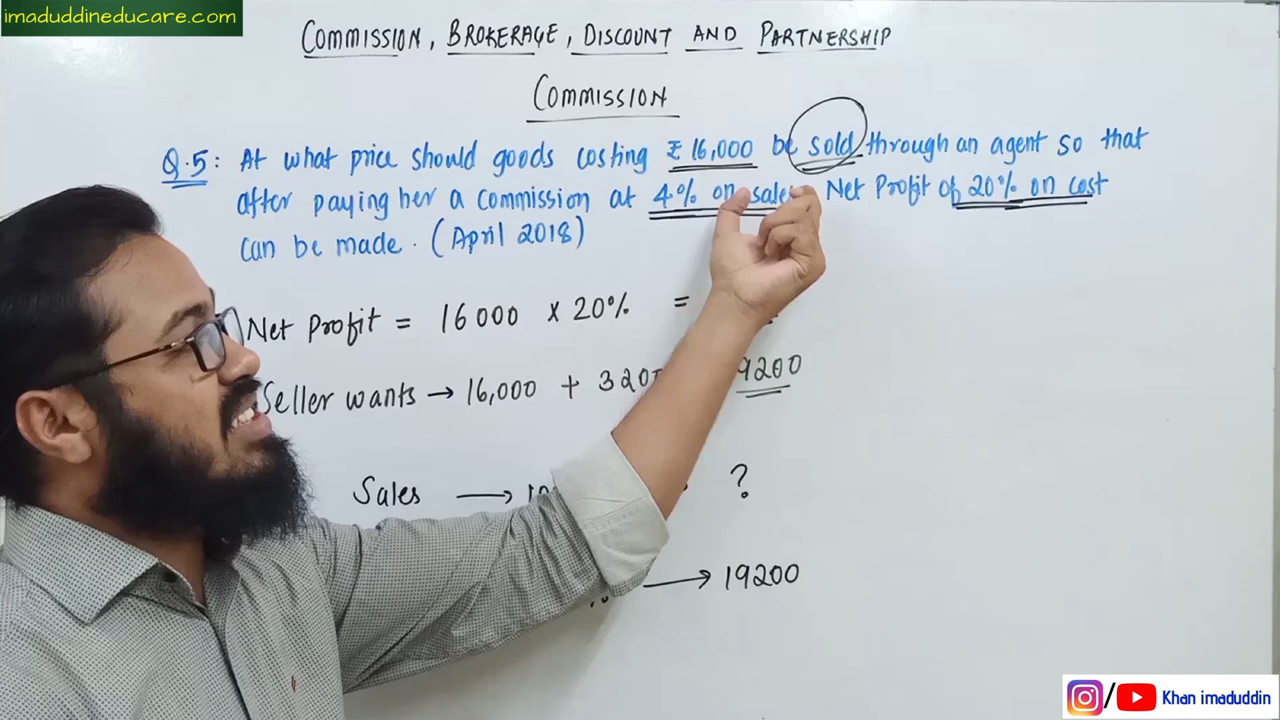 imaduddineducare.com
COMMISSION, BROKERAGE, DISCOUNT AND PARTNERSHIP
COMMISSION
Q.5: At what price should goods costing ₹ 16,000 be sold through an agent so that
after paying her a commission at 4% on sales Net Profit of 20% on cost
can be made. (April 2018)
Net Profit = 16000 x 20% =
Seller wants → 16,000 + 320 9200
Sales → ?
→ 19200
/ Khan imaduddin